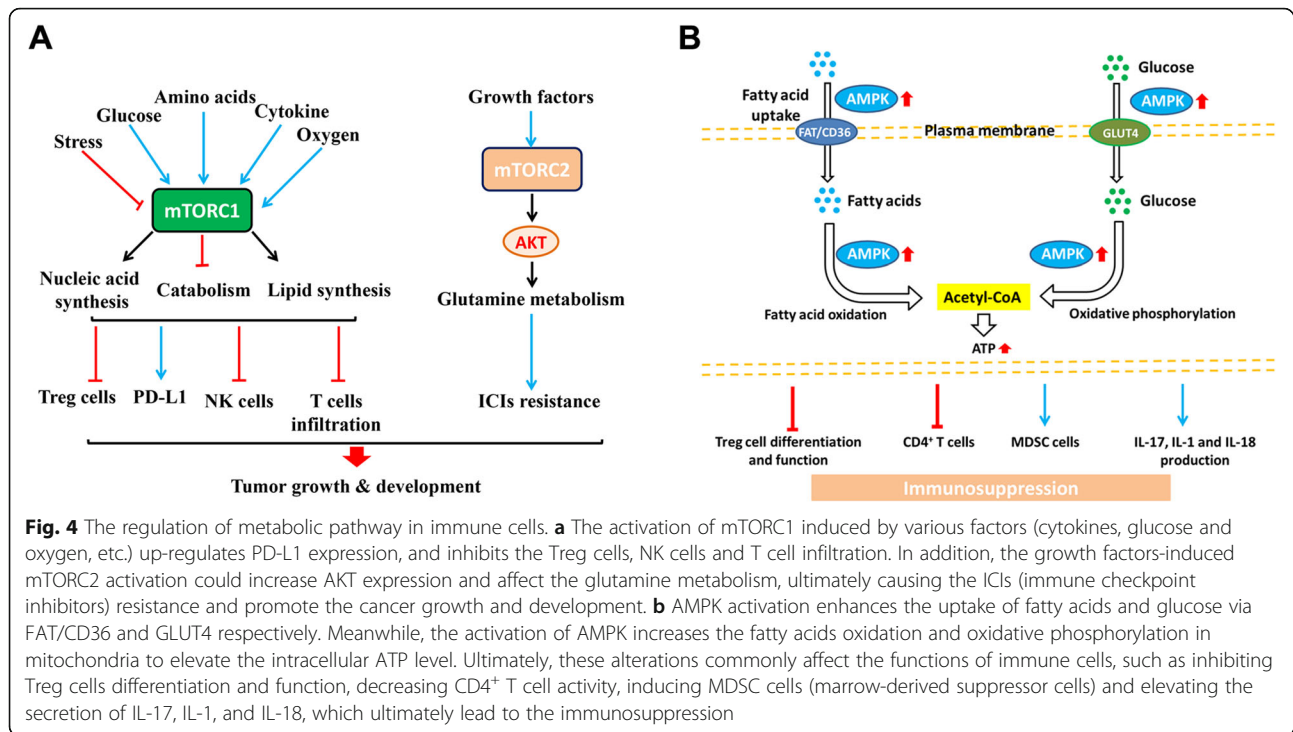 A
Amino acids
Glucose
Cytokine
Stress
Oxygen
mTORC1
Nucleic acid
synthesis
Catabolism
Lipid synthesis
Treg cells
PD-L1
NK cells
T cells
infiltration
Growth factors
mTORC2
AKT
Glutamine metabolism
ICIs resistance
Tumor growth & development
B
Fatty acid
uptake
AMPK
Glucose
AMPK
FAT/CD36
Plasma membrane
GLUT4
Fatty acids
Glucose
AMPK
AMPK
Acetyl-CoA
Fatty acid oxidation
Oxidative phosphorylation
ATP
Treg cell differentiation
and function
CD4+ T cells
MDSC cells
IL-17, IL-1 and IL-18
production
Immunosuppression
Fig. 4 The regulation of metabolic pathway in immune cells. a The activation of mTORC1 induced by various factors (cytokines, glucose and
oxygen, etc.) up-regulates PD-L1 expression, and inhibits the Treg cells, NK cells and T cell infiltration. In addition, the growth factors-induced
mTORC2 activation could increase AKT expression and affect the glutamine metabolism, ultimately causing the ICIs (immune checkpoint
inhibitors) resistance and promote the cancer growth and development. b AMPK activation enhances the uptake of fatty acids and glucose via
FAT/CD36 and GLUT4 respectively. Meanwhile, the activation of AMPK increases the fatty acids oxidation and oxidative phosphorylation in
mitochondria to elevate the intracellular ATP level. Ultimately, these alterations commonly affect the functions of immune cells, such as inhibiting
Treg cells differentiation and function, decreasing CD4+ T cell activity, inducing MDSC cells (marrow-derived suppressor cells) and elevating the
secretion of IL-17, IL-1, and IL-18, which ultimately lead to the immunosuppression